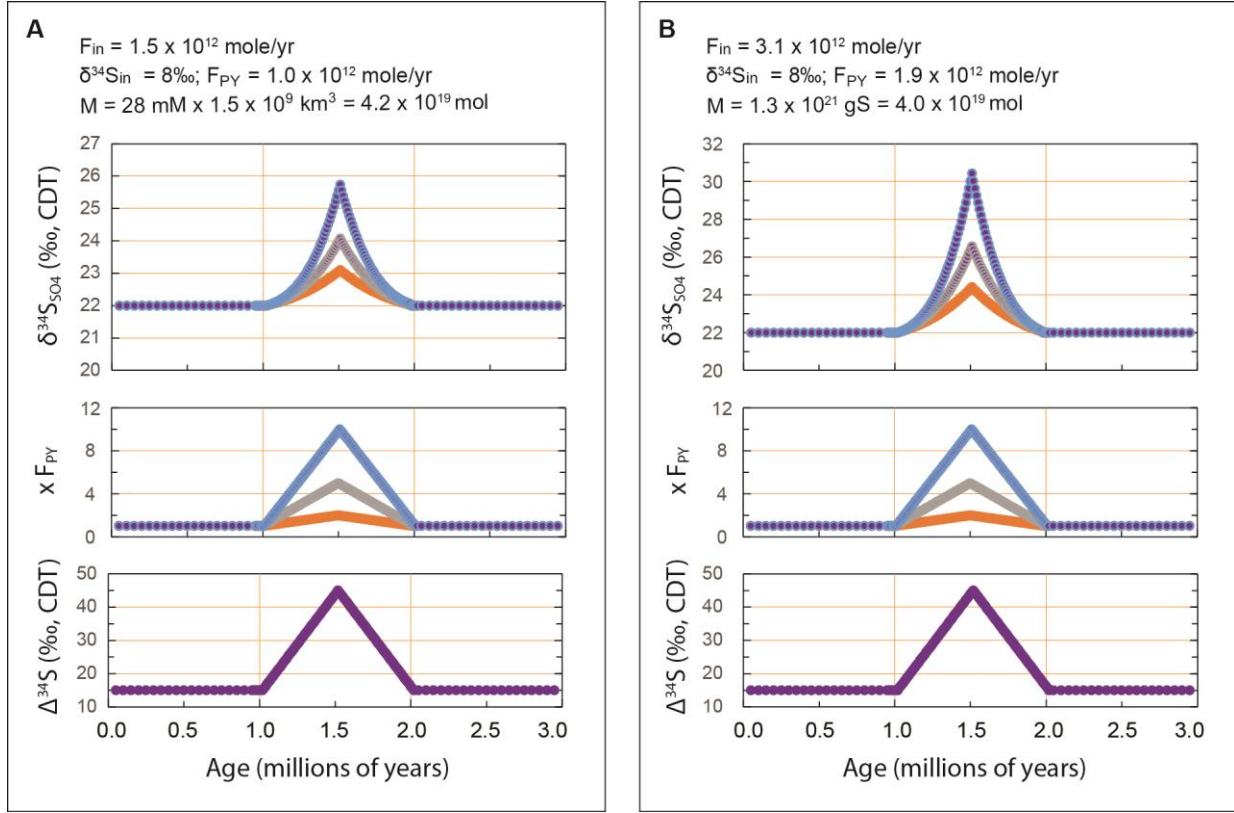 A
F_in = 1.5 x 10^12 mole/yr
δ^34S_in = 8‰; F_PY = 1.0 x 10^12 mole/yr
M = 28 mM x 1.5 x 10^9 km^3 = 4.2 x 10^19 mol
27
26
25
24
23
22
21
20
δ^34S_SO4 (‰, CDT)
12
8
4
0
x F_PY
50
40
30
20
10
Δ^34S (‰, CDT)
0.0 0.5 1.0 1.5 2.0 2.5 3.0
Age (millions of years)
B
F_in = 3.1 x 10^12 mole/yr
δ^34S_in = 8‰; F_PY = 1.9 x 10^12 mole/yr
M = 1.3 x 10^21 gS = 4.0 x 10^19 mol
32
30
28
26
24
22
20
δ^34S_SO4 (‰, CDT)
12
8
4
0
x F_PY
50
40
30
20
10
Δ^34S (‰, CDT)
0.0 0.5 1.0 1.5 2.0 2.5 3.0
Age (millions of years)